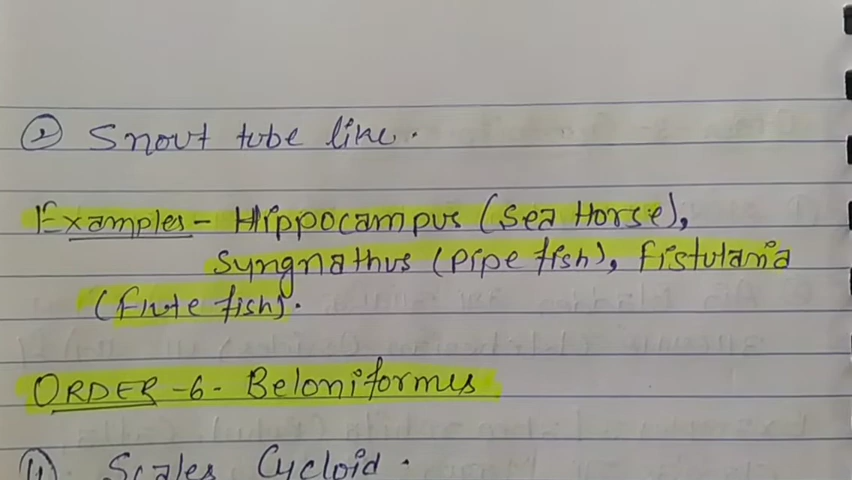 ② Snout tube like.
Examples - Hippocampus (Sea Horse),
Syngnathus (Pipe fish), Fistularia
(Flute fish).
ORDER -6- Beloniformes
(1) Scales Cycloid.